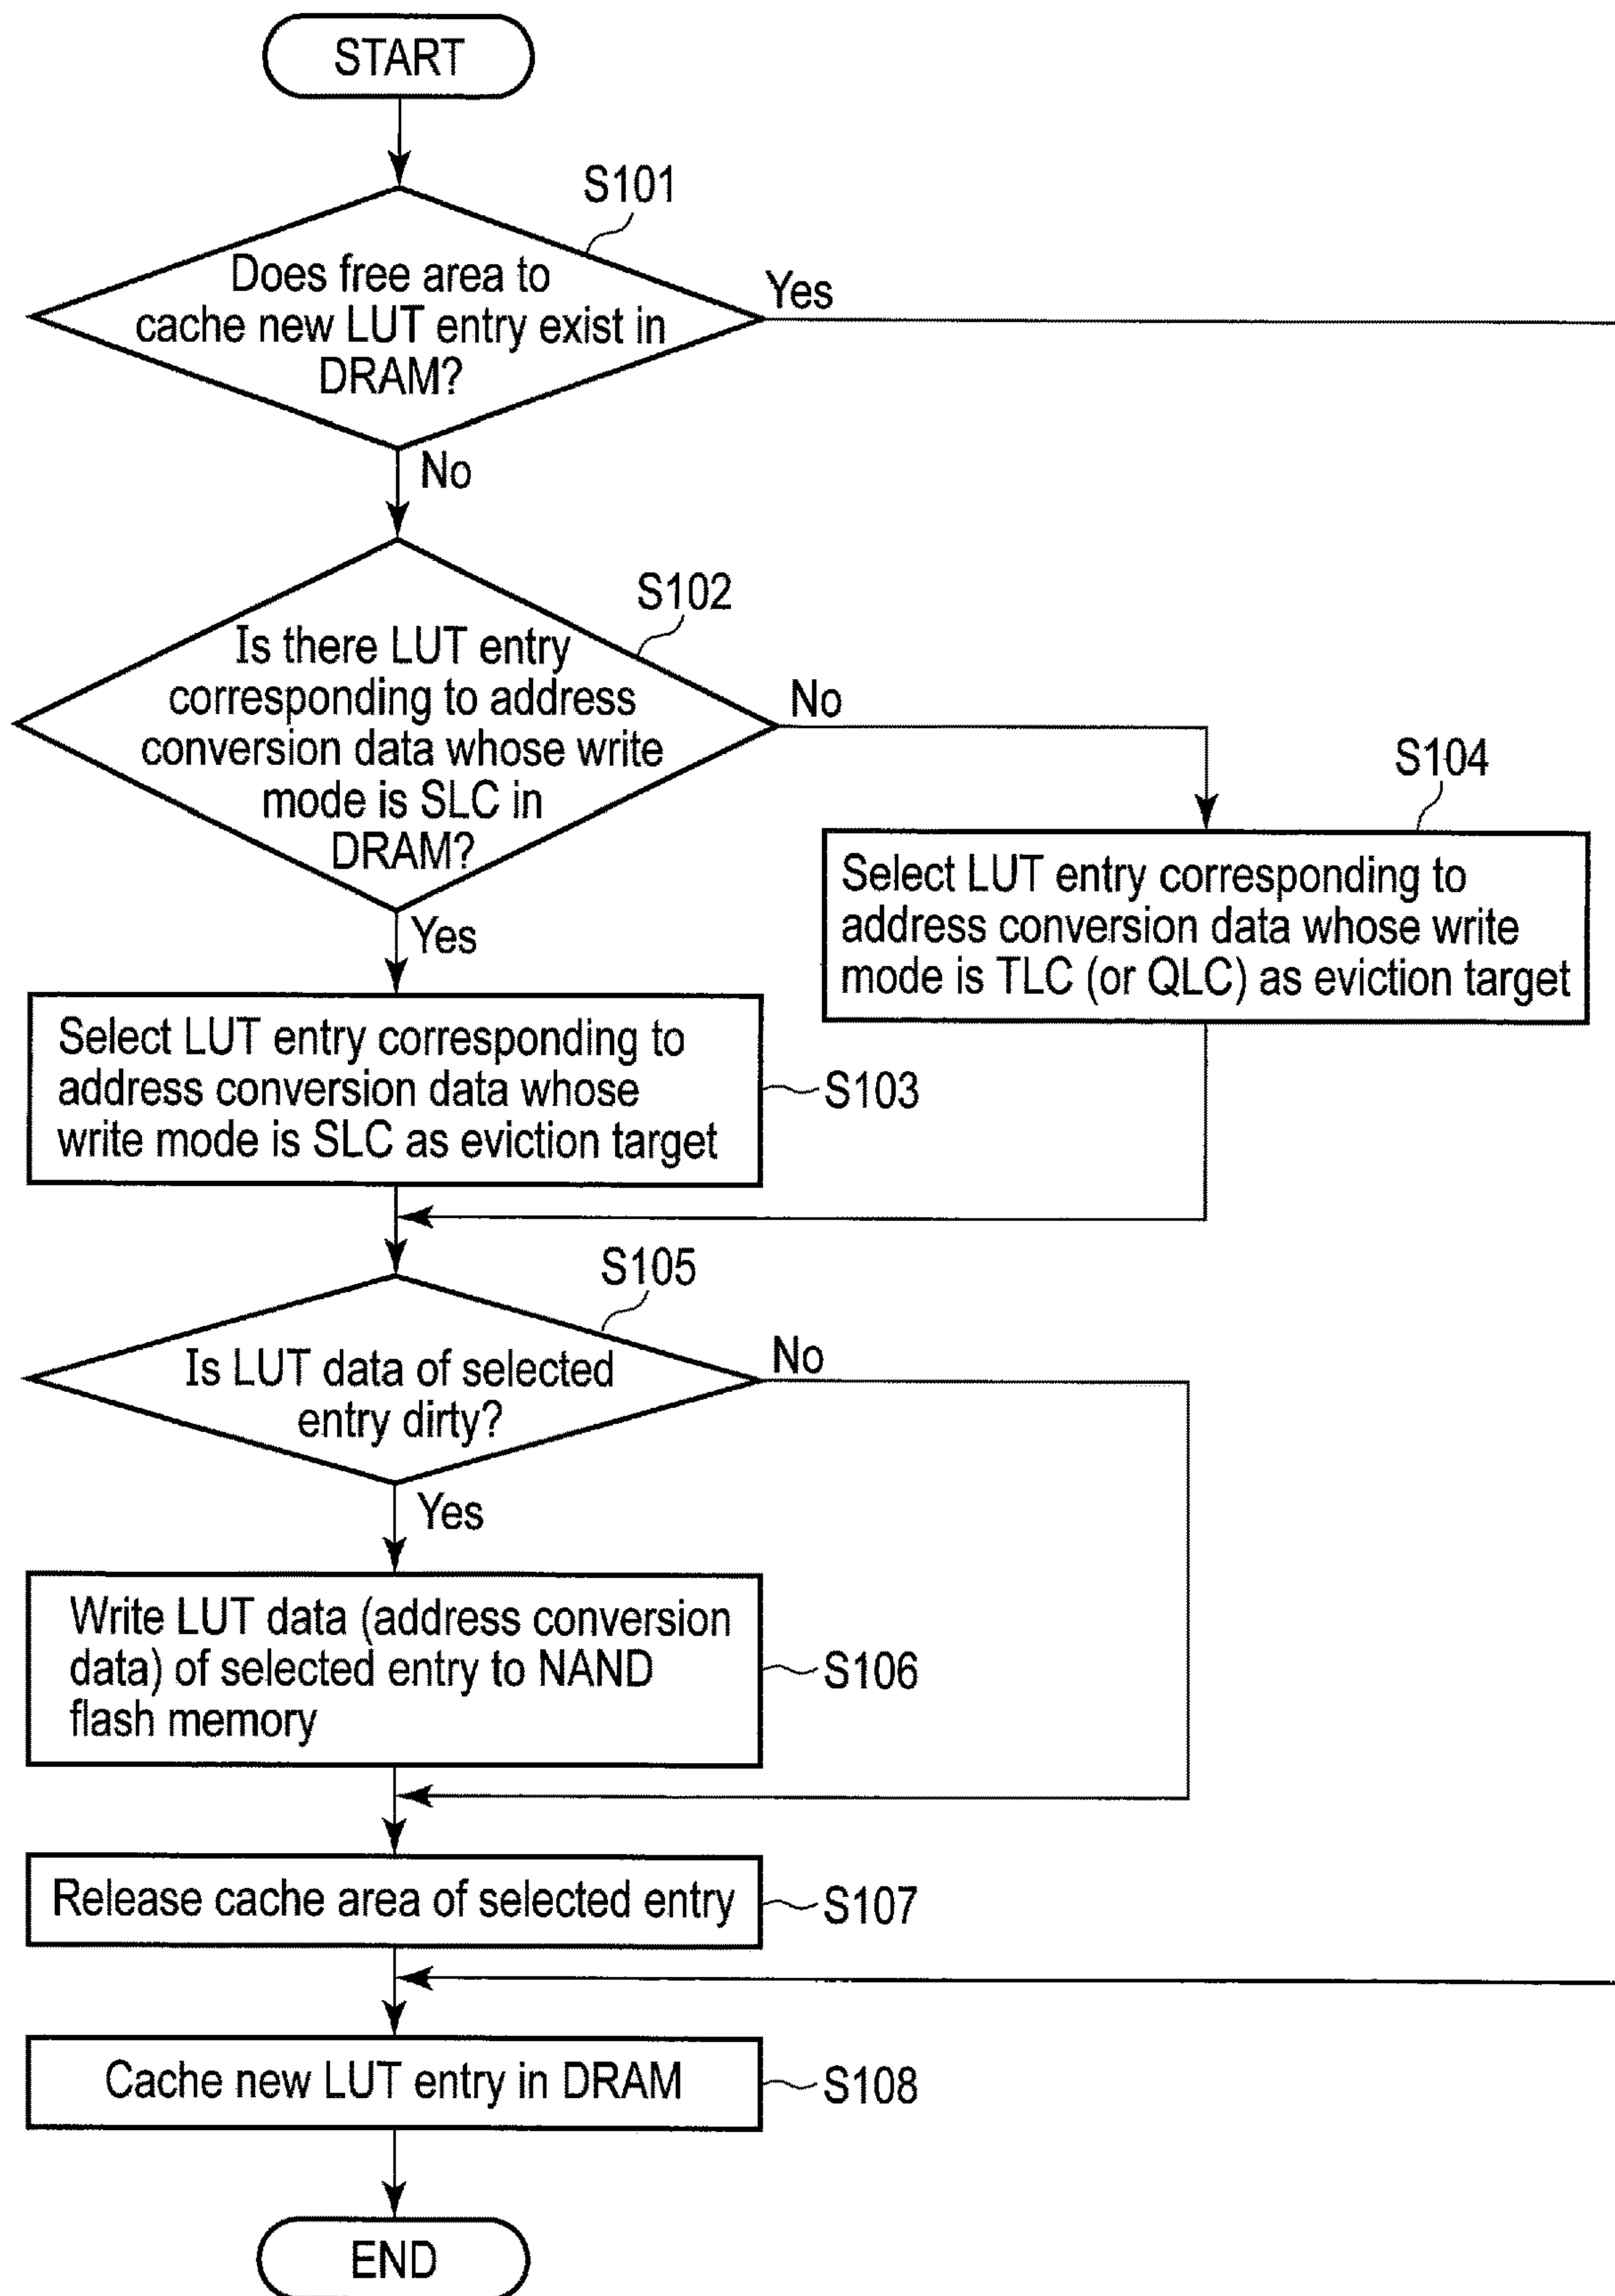 START
S101
Does free area to
cache new LUT entry exist in
DRAM?
Yes
No
S102
Is there LUT entry
corresponding to address
conversion data whose write
mode is SLC in
DRAM?
No
Yes
S104
Select LUT entry corresponding to
address conversion data whose write
mode is TLC (or QLC) as eviction target
Select LUT entry corresponding to
address conversion data whose
write mode is SLC as eviction target
S103
S105
Is LUT data of selected
entry dirty?
No
Yes
Write LUT data (address conversion
data) of selected entry to NAND
flash memory
S106
Release cache area of selected entry
S107
Cache new LUT entry in DRAM
S108
END